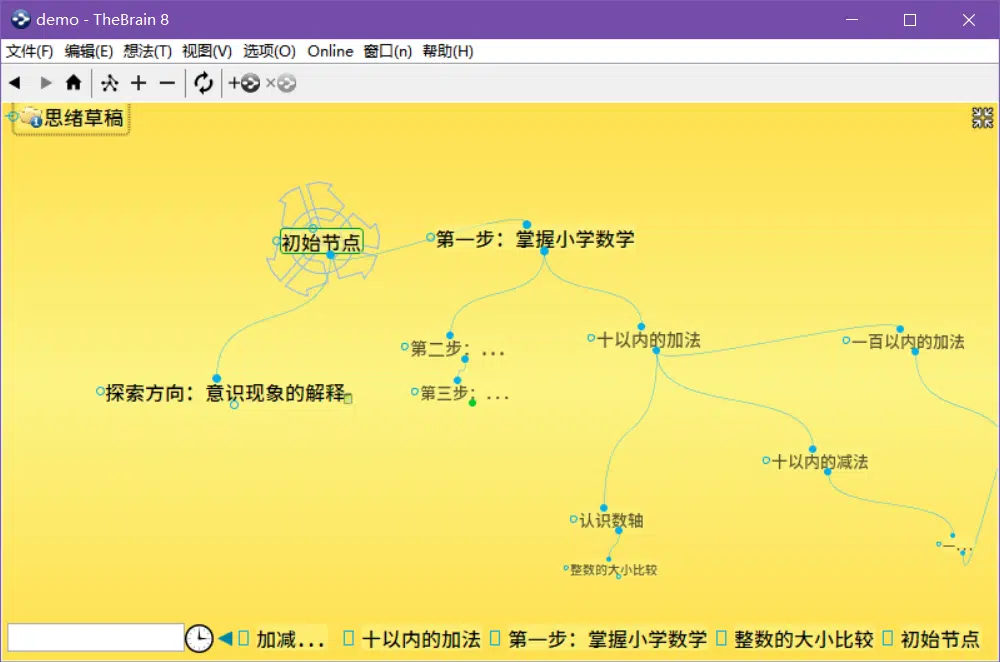 demo - TheBrain 8
文件(F) 编辑(E) 想法(T) 视图(V) 选项(O) Online 窗口(n) 帮助(H)
思绪草稿
初始节点
第一步：掌握小学数学
第二步：...
十以内的加法
一百以内的加法
探索方向：意识现象的解释
第三步：...
十以内的减法
认识数轴
一...
整数的大小比较
加减... 十以内的加法 第一步：掌握小学数学 整数的大小比较 初始节点